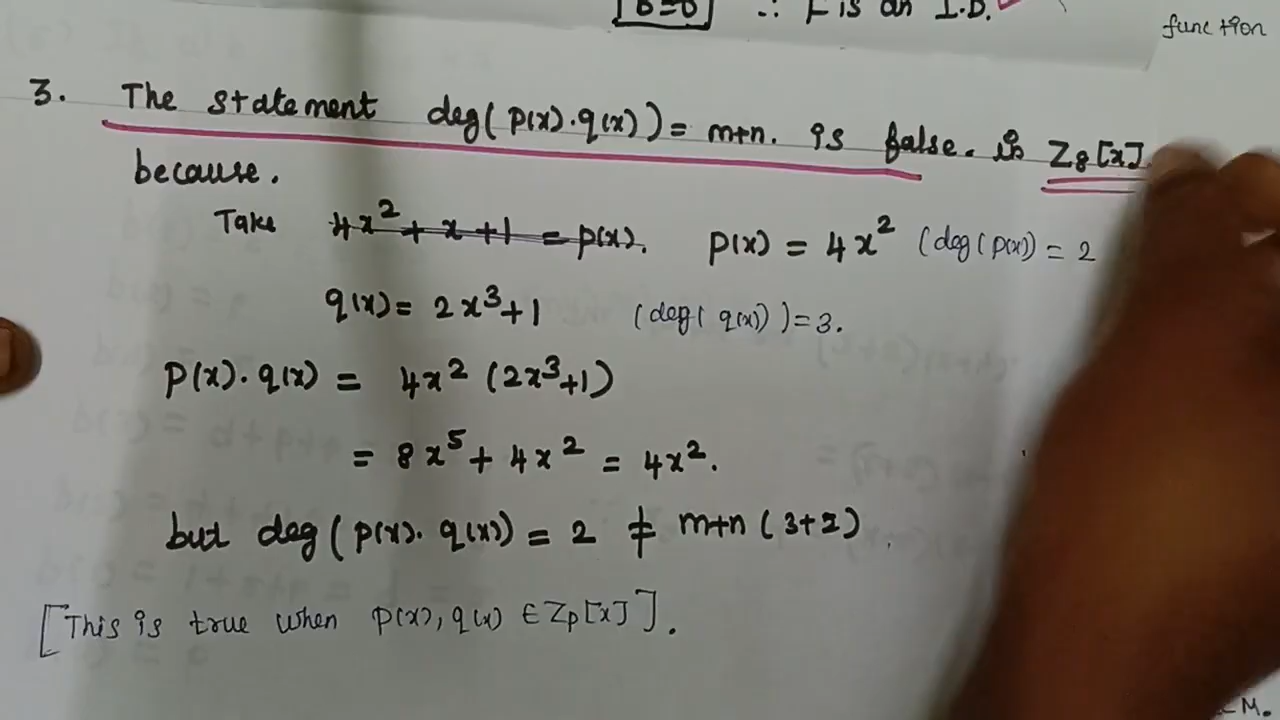 b=0 ∴ F is an I.D.
function
3. The statement deg(p(x).q(x)) = m+n. is false. in Z₈[x]
because.
Take 4x² + x + 1 = p(x). p(x) = 4x² (deg(p(x)) = 2
q(x) = 2x³+1 (deg( q(x)) ) = 3.
P(x). q(x) = 4x² (2x³+1)
= 8x⁵ + 4x² = 4x².
but deg(p(x). q(x)) = 2 ≠ m+n (3+2)
[This is true when p(x), q(x) ∈ Zp[x]].